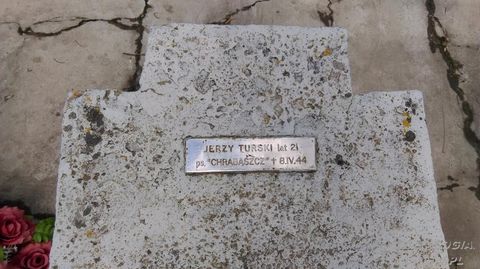 JERZY TURSKI lat 21
ps. "CHRABĄSZCZ" † 8.IV.44